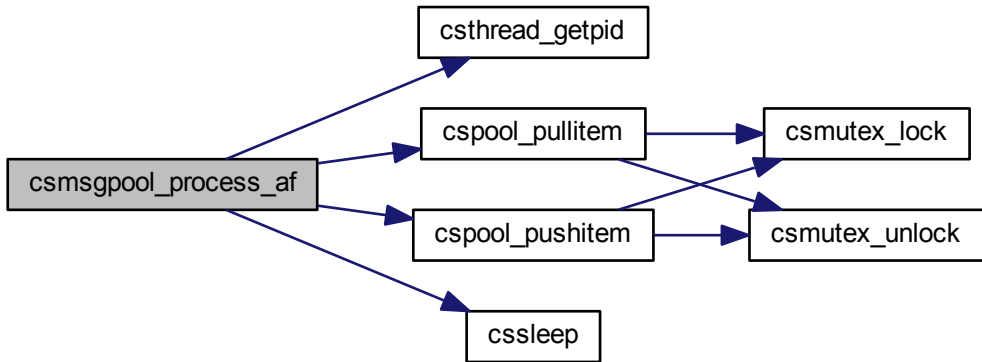 csthread_getpid
cspool_pullitem
csmutex_lock
csmsgpool_process_af
cspool_pushitem
csmutex_unlock
cssleep